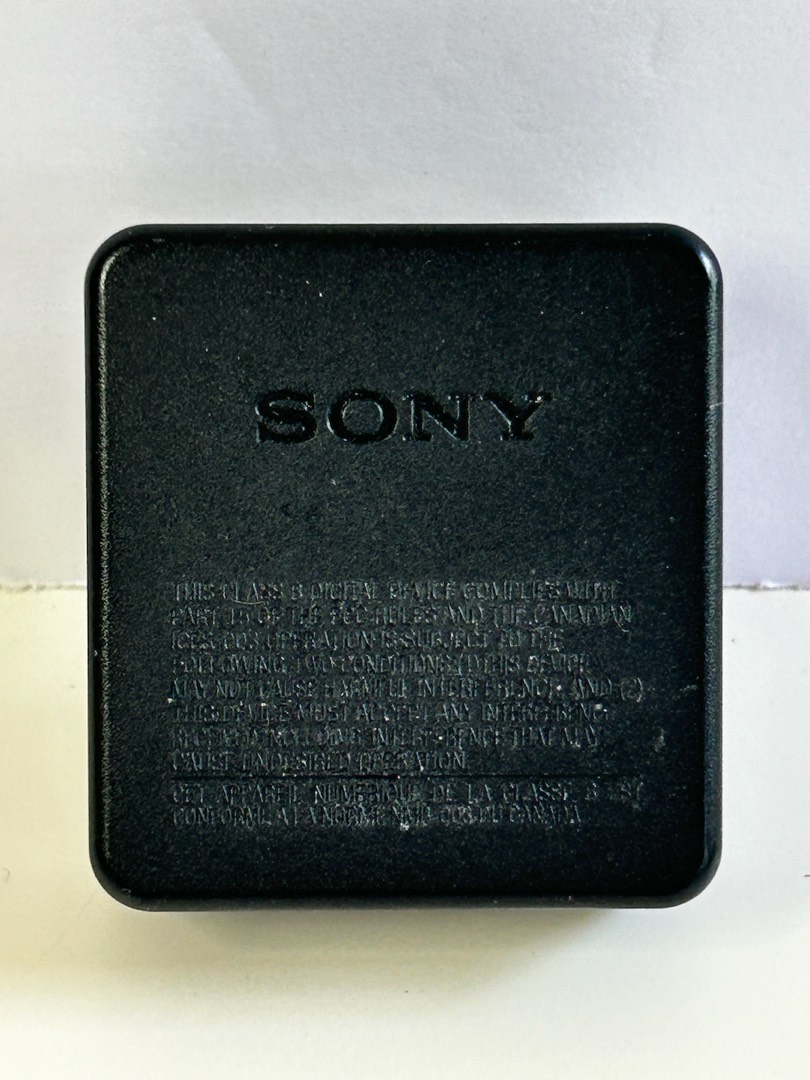 SONY
THIS CLASS B DIGITAL DEVICE COMPLIES WITH
PART 15 OF THE FCC RULES AND THE CANADIAN
ICES-003 OPERATION IS SUBJECT TO THE
FOLLOWING TWO CONDITIONS (1) THIS DEVICE
MAY NOT CAUSE HARMFUL INTERFERENCE AND (2)
THIS DEVICE MUST ACCEPT ANY INTERFERENCE
RECEIVED INTERFERENCE THAT MAY
CAUSE UNDESIRED OPERATION.
CET APPAREIL NUMÉRIQUE DE LA CLASSE B EST
CONFORME A LA NORME NMB-003 DU CANADA